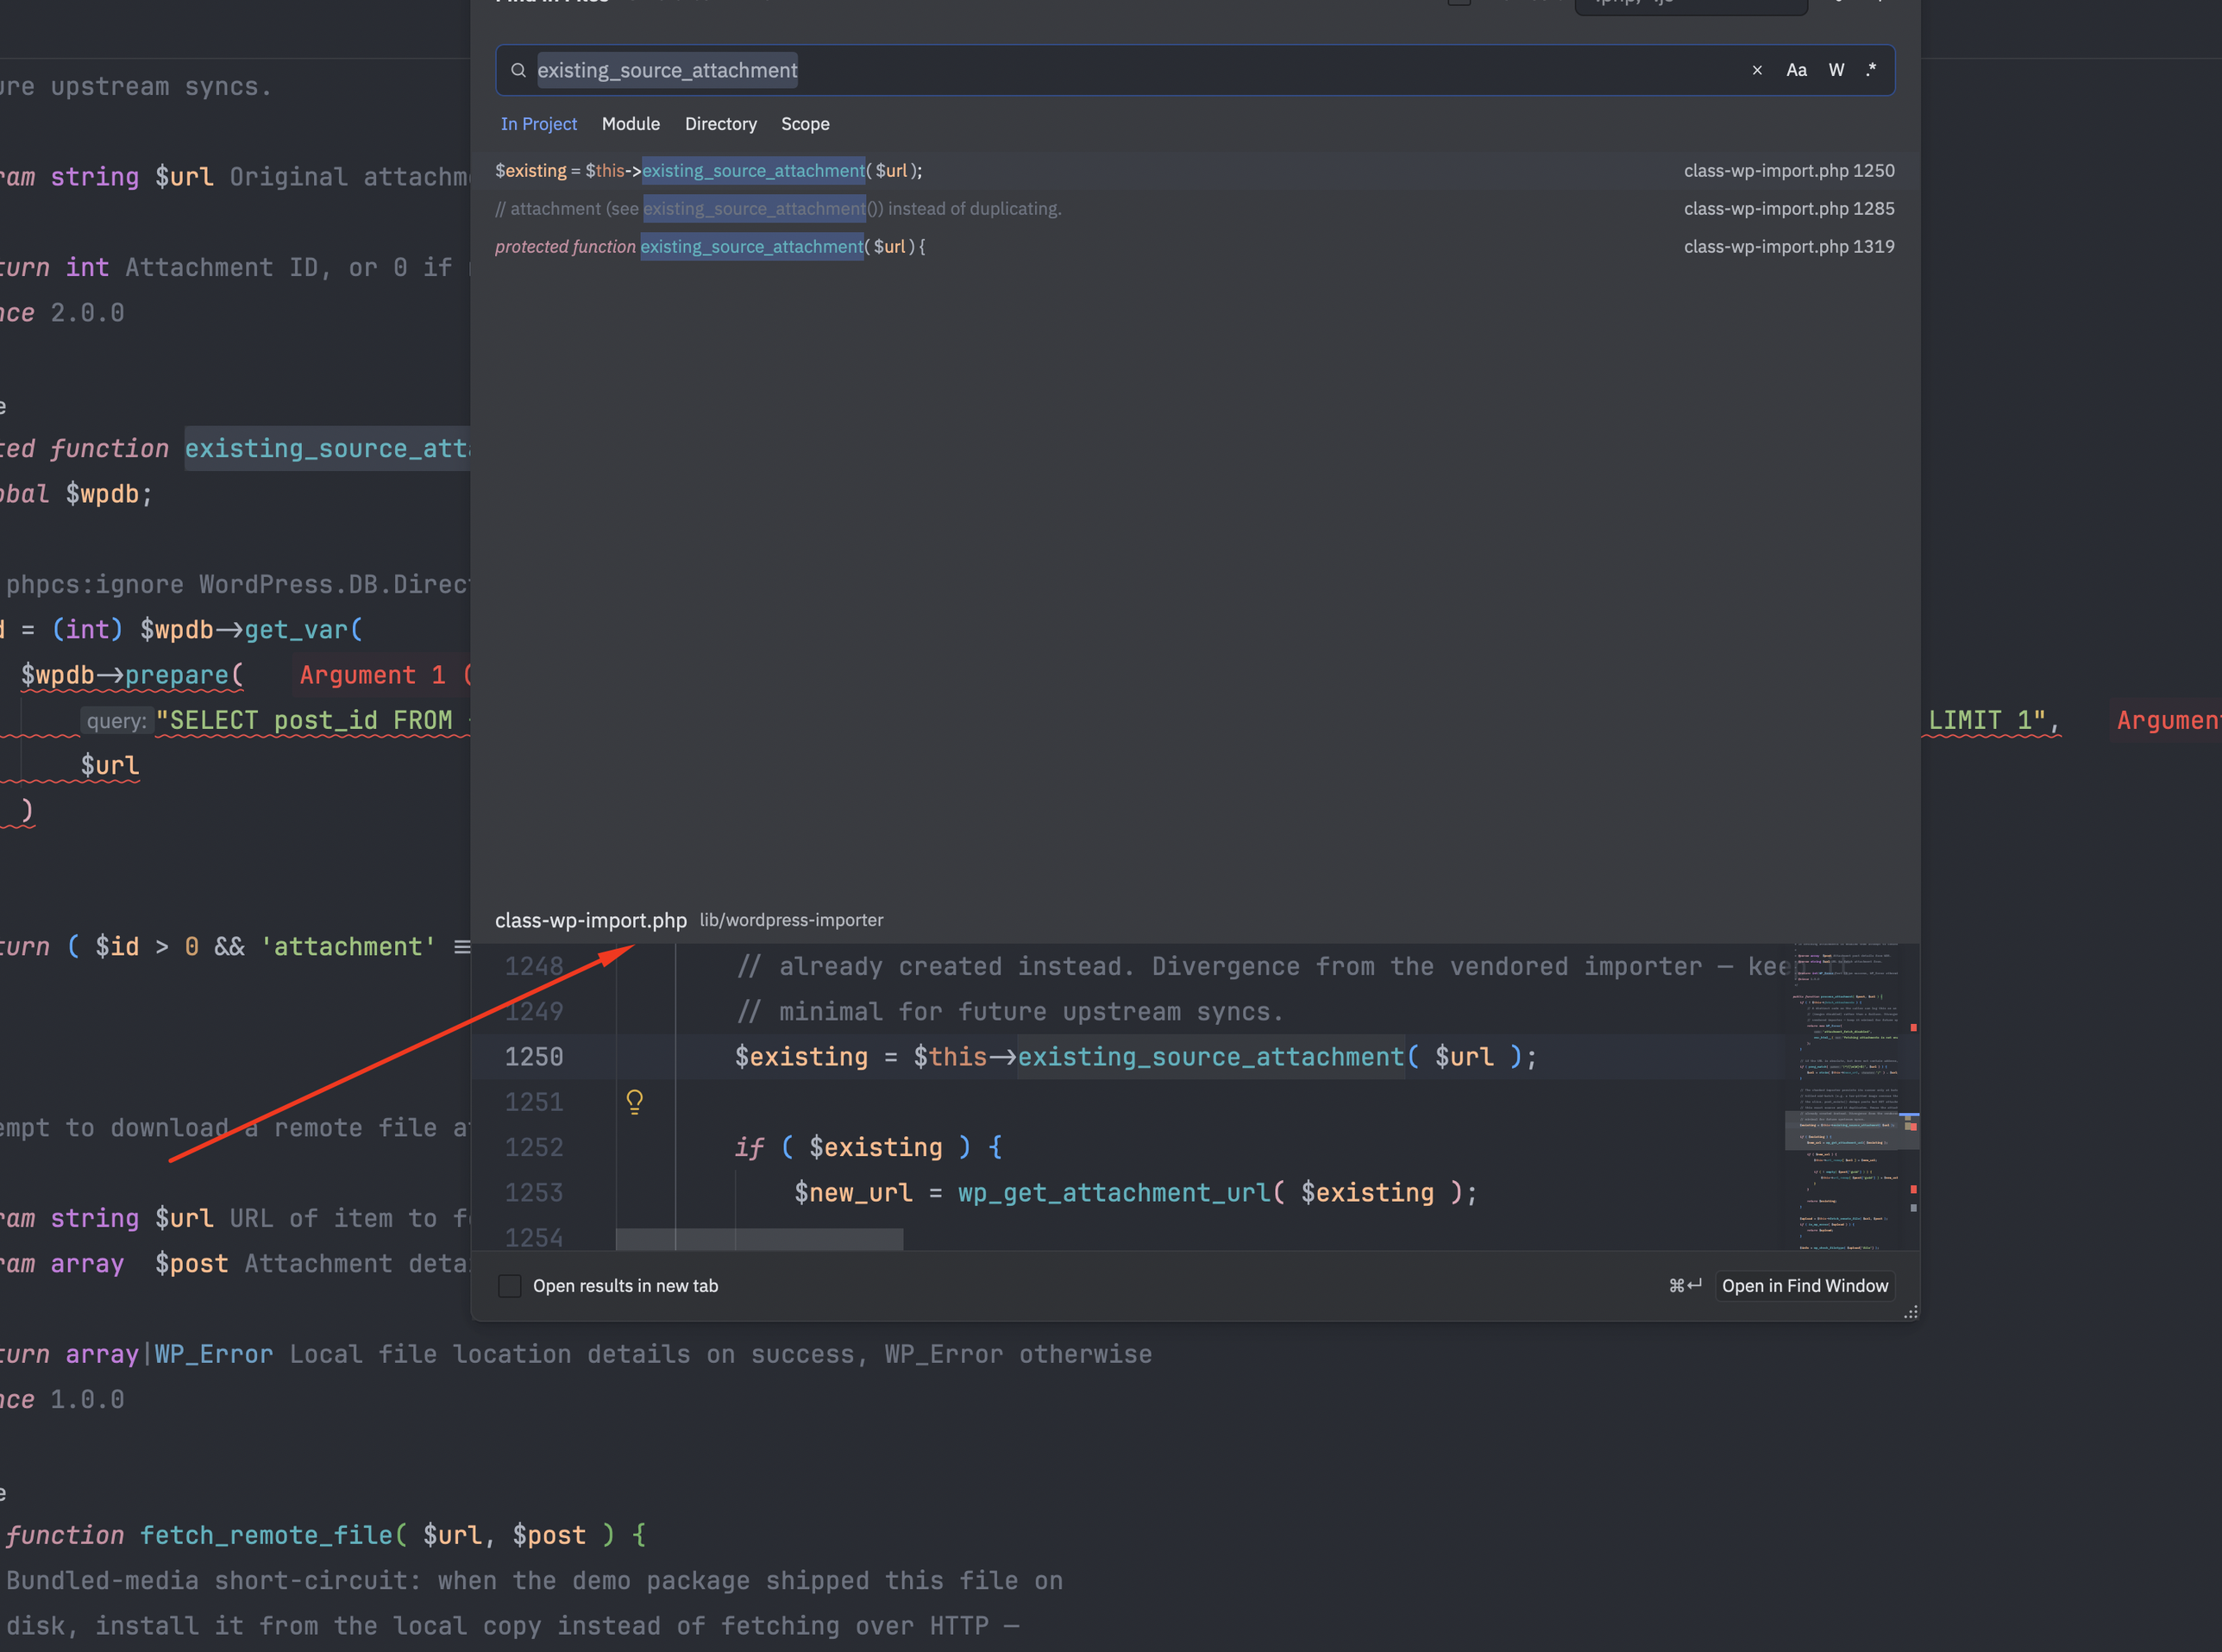 existing_source_attachment
Aa W .*
In Project Module Directory Scope
$existing = $this->existing_source_attachment( $url ); class-wp-import.php 1250
// attachment (see existing_source_attachment()) instead of duplicating. class-wp-import.php 1285
protected function existing_source_attachment( $url ) { class-wp-import.php 1319
class-wp-import.php lib/wordpress-importer
1248 // already created instead. Divergence from the vendored importer — keep
1249 // minimal for future upstream syncs.
1250 $existing = $this->existing_source_attachment( $url );
1251
1252 if ( $existing ) {
1253 $new_url = wp_get_attachment_url( $existing );
1254
Open results in new tab ⌘↵ Open in Find Window
ure upstream syncs.
ram string $url Original attachm
turn int Attachment ID, or 0 if
nce 2.0.0
e
ted function existing_source_atta
obal $wpdb;
phpcs:ignore WordPress.DB.Direct
d = (int) $wpdb->get_var(
$wpdb->prepare( Argument 1 (
query: "SELECT post_id FROM LIMIT 1", Argument
$url
)
turn ( $id > 0 && 'attachment' ≡
empt to download a remote file a
ram string $url URL of item to fe
ram array $post Attachment detai
turn array|WP_Error Local file location details on success, WP_Error otherwise
nce 1.0.0
e
function fetch_remote_file( $url, $post ) {
Bundled-media short-circuit: when the demo package shipped this file on
disk, install it from the local copy instead of fetching over HTTP —